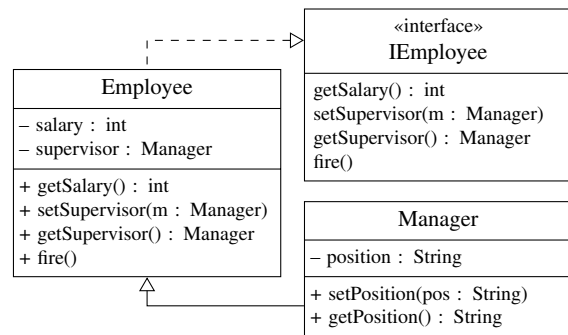 Employee
– salary : int
– supervisor : Manager
+ getSalary() : int
+ setSupervisor(m : Manager)
+ getSupervisor() : Manager
+ fire()
«interface»
IEmployee
getSalary() : int
setSupervisor(m : Manager)
getSupervisor() : Manager
fire()
Manager
– position : String
+ setPosition(pos : String)
+ getPosition() : String